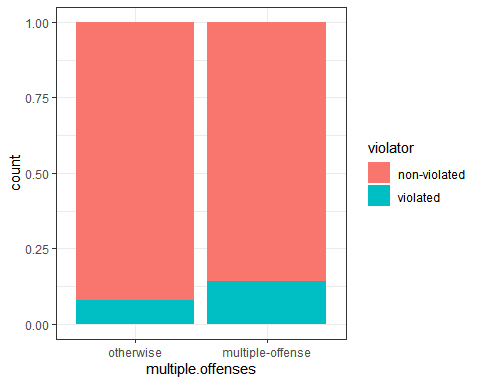 1.00
0.75
0.50
0.25
0.00
count
otherwise
multiple-offense
multiple.offenses
violator
non-violated
violated